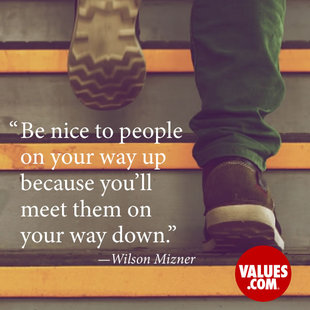 “Be nice to people
on your way up
because you’ll
meet them on
your way down.”
—Wilson Mizner
VALUES
.COM.